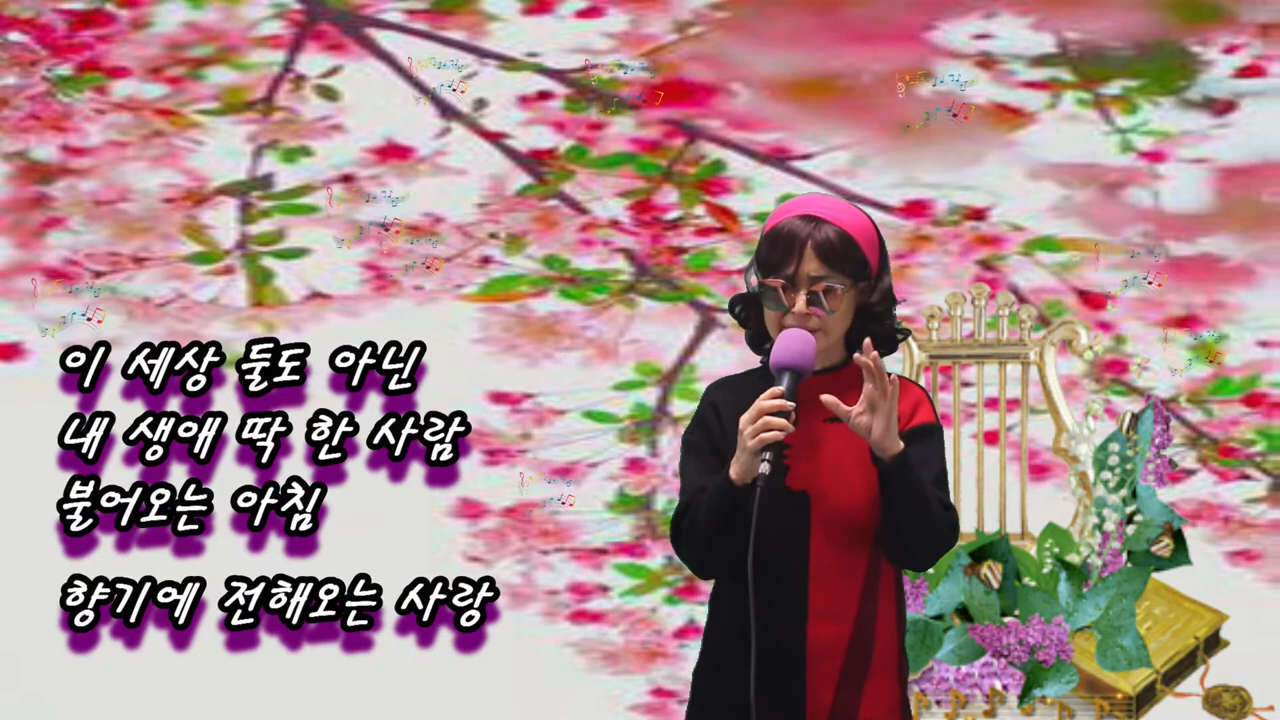 이 세상 둘도 아닌
내 생애 딱 한 사람
불어오는 아침
향기에 전해오는 사랑